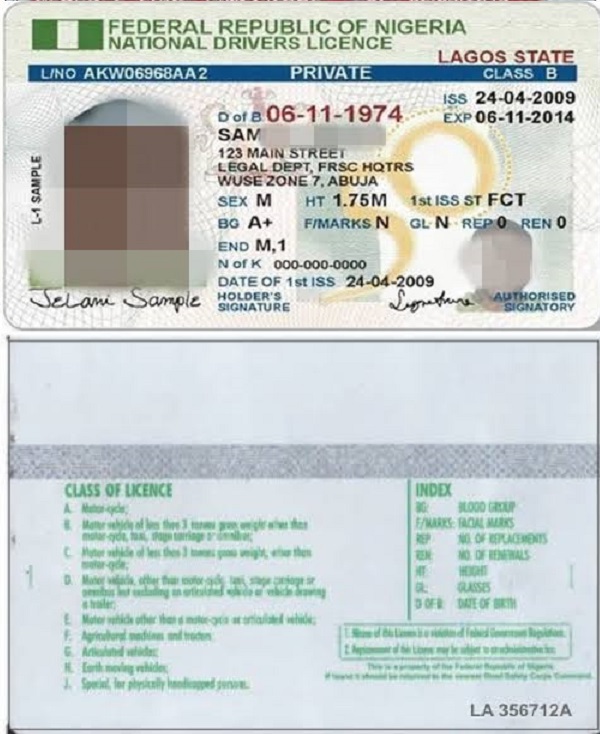 FEDERAL REPUBLIC OF NIGERIA
NATIONAL DRIVERS LICENCE
LAGOS STATE
L/NO AKW06968AA2 PRIVATE CLASS B
ISS 24-04-2009
D of B 06-11-1974 EXP 06-11-2014
SAM
123 MAIN STREET
LEGAL DEPT, FRSC HQTRS
WUSE ZONE 7, ABUJA
L-1 SAMPLE
SEX M HT 1.75M 1st ISS ST FCT
BG A+ F/MARKS N GL N REP 0 REN 0
END M,1
N of K 000-000-0000
DATE OF 1st ISS 24-04-2009
JeLani Sample HOLDER'S SIGNATURE Signature AUTHORISED SIGNATORY
CLASS OF LICENCE
A. Motor-cycle;
B. Motor vehicle of less than 3 tonnes gross weight other than
motor-cycle, taxi, stage carriage or omnibus;
C. Motor vehicle of less than 3 tonnes gross weight, other than
motor-cycle;
D. Motor vehicle, other than motor-cycle, taxi, stage carriage or
omnibus but excluding an articulated vehicle or vehicle drawing
a trailer;
E. Motor vehicle other than a motor-cycle or articulated vehicle;
F. Agricultural machines and tractors
G. Articulated vehicles;
H. Earth moving vehicles;
J. Special, for physically handicapped persons.
INDEX
BG: BLOOD GROUP
F/MARKS: FACIAL MARKS
REP NO. OF REPLACEMENTS
REN: NO. OF RENEWALS
HT HEIGHT
GL: GLASSES
D OF B: DATE OF BIRTH
1. Misuse of this Licence is a violation of Federal Government Regulations.
2. Replacement of this Licence may be subject to an administrative fee.
This is a property of the Federal Republic of Nigeria.
If found it should be returned to the nearest Road Safety Corps Command.
LA 356712A